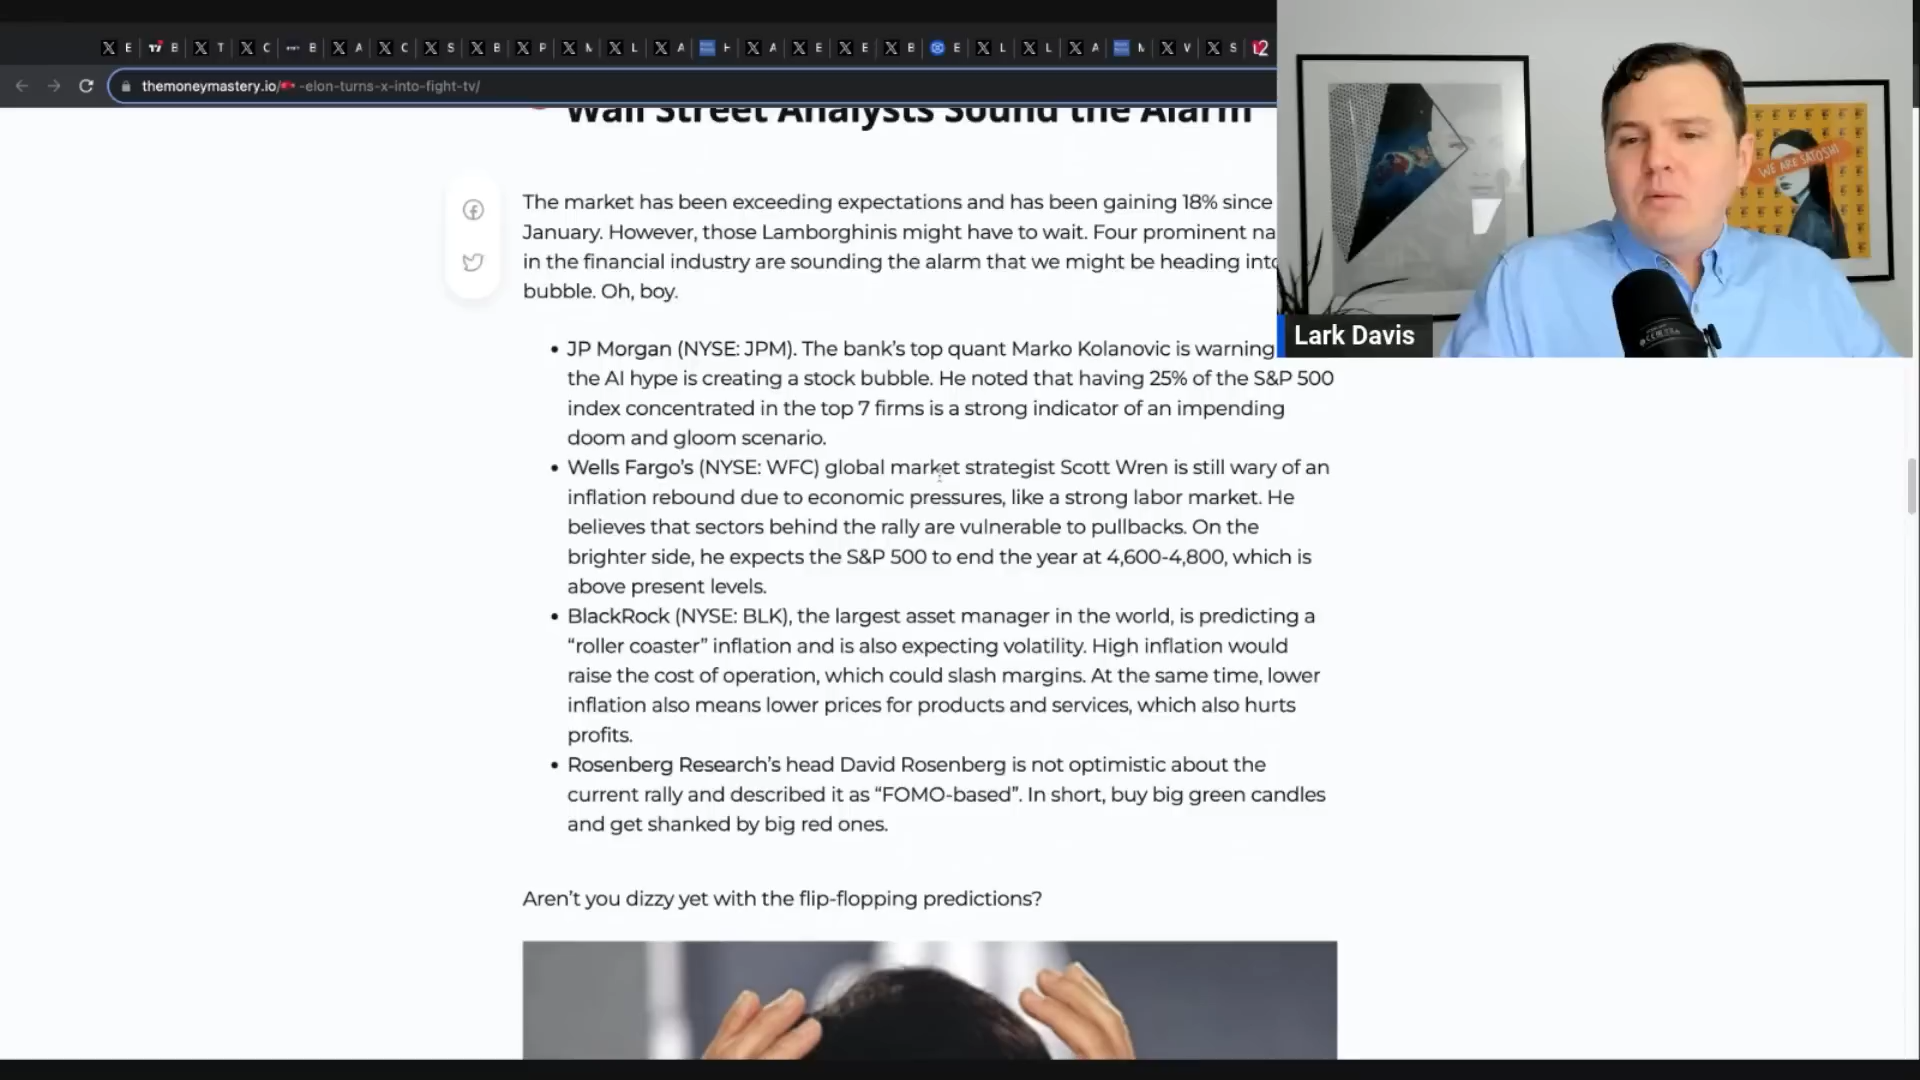 E B T C B A C S B P M L A H A E E B E L L A M V S 2
themoneymastery.io/ -elon-turns-x-into-fight-tv/
Wall Street Analysts Sound the Alarm
The market has been exceeding expectations and has been gaining 18% since
January. However, those Lamborghinis might have to wait. Four prominent na
in the financial industry are sounding the alarm that we might be heading into
bubble. Oh, boy.
• JP Morgan (NYSE: JPM). The bank’s top quant Marko Kolanovic is warning
the AI hype is creating a stock bubble. He noted that having 25% of the S&P 500
index concentrated in the top 7 firms is a strong indicator of an impending
doom and gloom scenario.
• Wells Fargo’s (NYSE: WFC) global market strategist Scott Wren is still wary of an
inflation rebound due to economic pressures, like a strong labor market. He
believes that sectors behind the rally are vulnerable to pullbacks. On the
brighter side, he expects the S&P 500 to end the year at 4,600-4,800, which is
above present levels.
• BlackRock (NYSE: BLK), the largest asset manager in the world, is predicting a
“roller coaster” inflation and is also expecting volatility. High inflation would
raise the cost of operation, which could slash margins. At the same time, lower
inflation also means lower prices for products and services, which also hurts
profits.
• Rosenberg Research’s head David Rosenberg is not optimistic about the
current rally and described it as “FOMO-based”. In short, buy big green candles
and get shanked by big red ones.
Aren’t you dizzy yet with the flip-flopping predictions?
WE ARE SATOSHI
Lark Davis